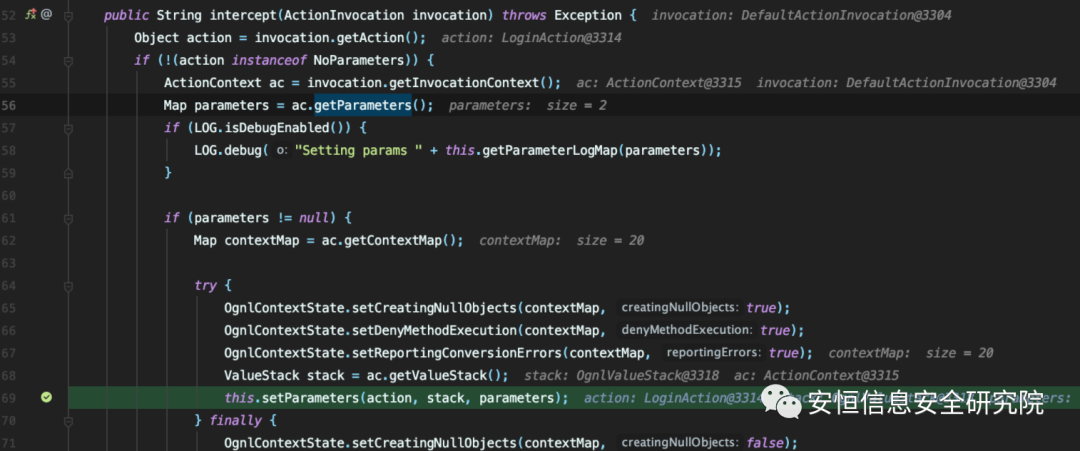 52 @ public String intercept(ActionInvocation invocation) throws Exception { invocation: DefaultActionInvocation@3304
53 Object action = invocation.getAction(); action: LoginAction@3314
54 if (!(action instanceof NoParameters)) {
55 ActionContext ac = invocation.getInvocationContext(); ac: ActionContext@3315 invocation: DefaultActionInvocation@3304
56 Map parameters = ac.getParameters(); parameters: size = 2
57 if (LOG.isDebugEnabled()) {
58 LOG.debug( o: "Setting params " + this.getParameterLogMap(parameters));
59 }
60
61 if (parameters != null) {
62 Map contextMap = ac.getContextMap(); contextMap: size = 20
63
64 try {
65 OgnlContextState.setCreatingNullObjects(contextMap, creatingNullObjects: true);
66 OgnlContextState.setDenyMethodExecution(contextMap, denyMethodExecution: true);
67 OgnlContextState.setReportingConversionErrors(contextMap, reportingErrors: true); contextMap: size = 20
68 ValueStack stack = ac.getValueStack(); stack: OgnlValueStack@3318 ac: ActionContext@3315
69 this.setParameters(action, stack, parameters); action: LoginAction@3314
安恒信息安全研究院
70 } finally {
71 OgnlContextState.setCreatingNullObjects(contextMap, creatingNullObjects: false);